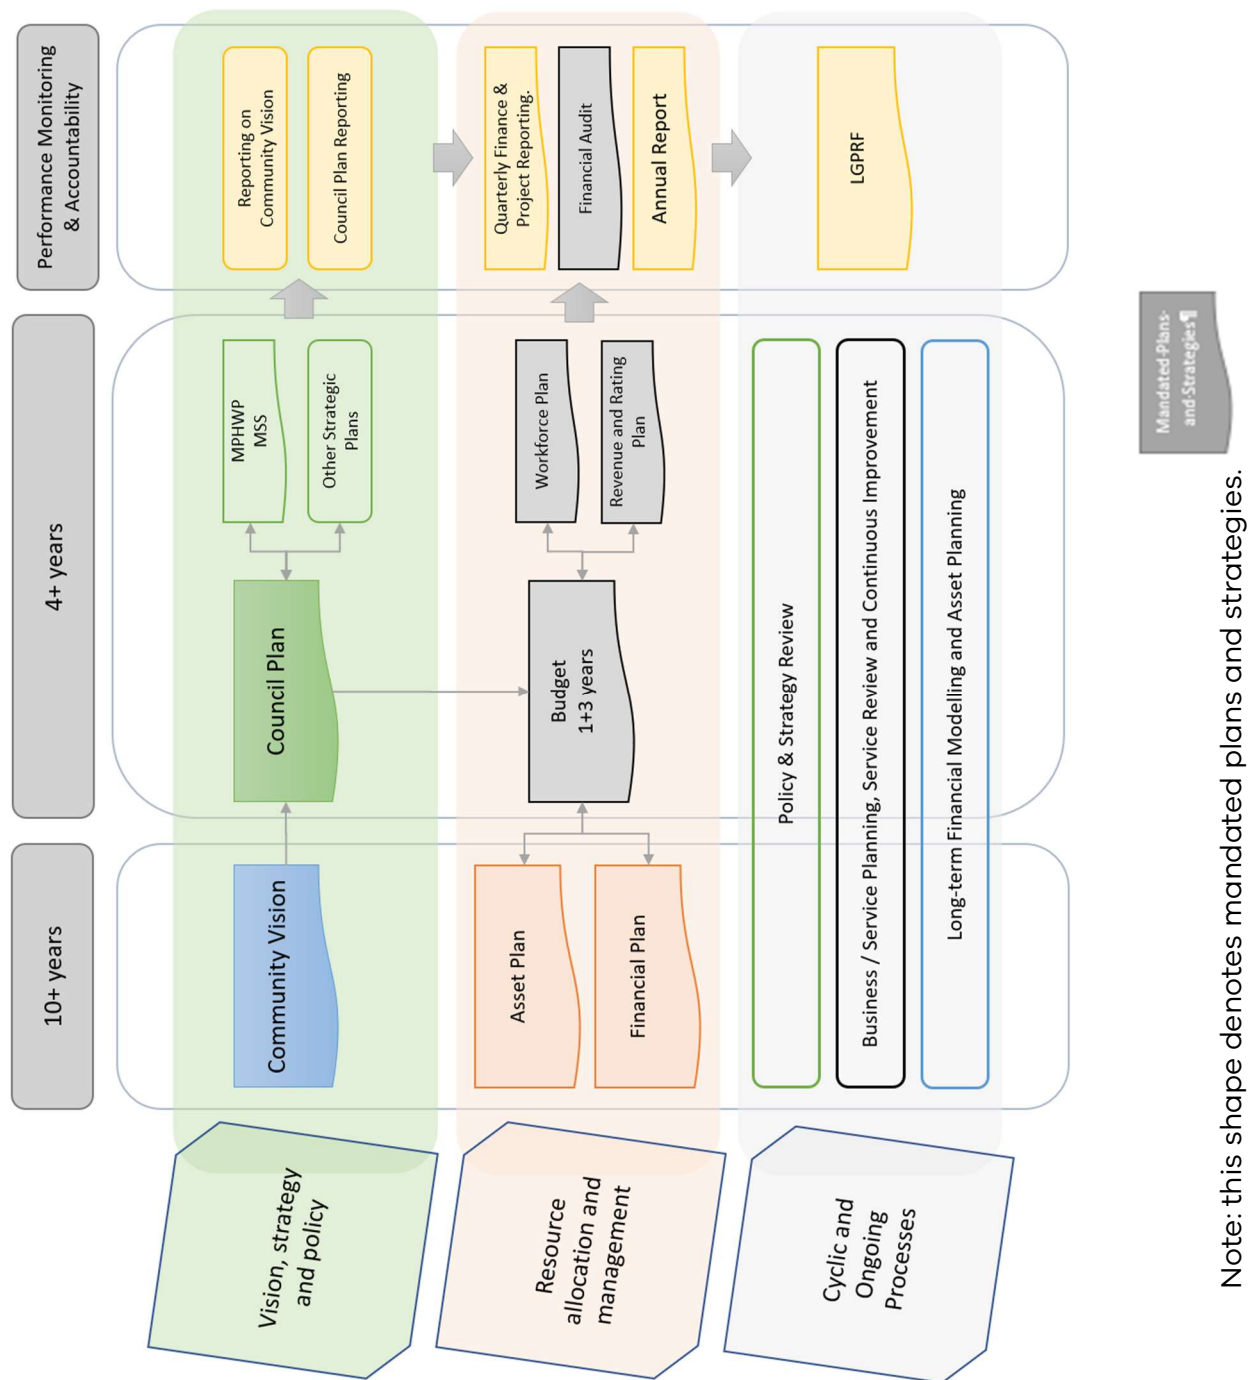 10+ years
4+ years
Performance Monitoring
& Accountability
Vision, strategy
and policy
Community Vision
Council Plan
MPHWP
MSS
Other Strategic
Plans
Reporting on
Community Vision
Council Plan Reporting
Resource
allocation and
management
Asset Plan
Financial Plan
Budget
1+3 years
Workforce Plan
Revenue and Rating
Plan
Quarterly Finance &
Project Reporting.
Financial Audit
Annual Report
Cyclic and
Ongoing
Processes
Policy & Strategy Review
Business / Service Planning, Service Review and Continuous Improvement
Long-term Financial Modelling and Asset Planning
LGPRF
Note: this shape denotes mandated plans and strategies.
Mandated·Plans·
and·Strategies¶